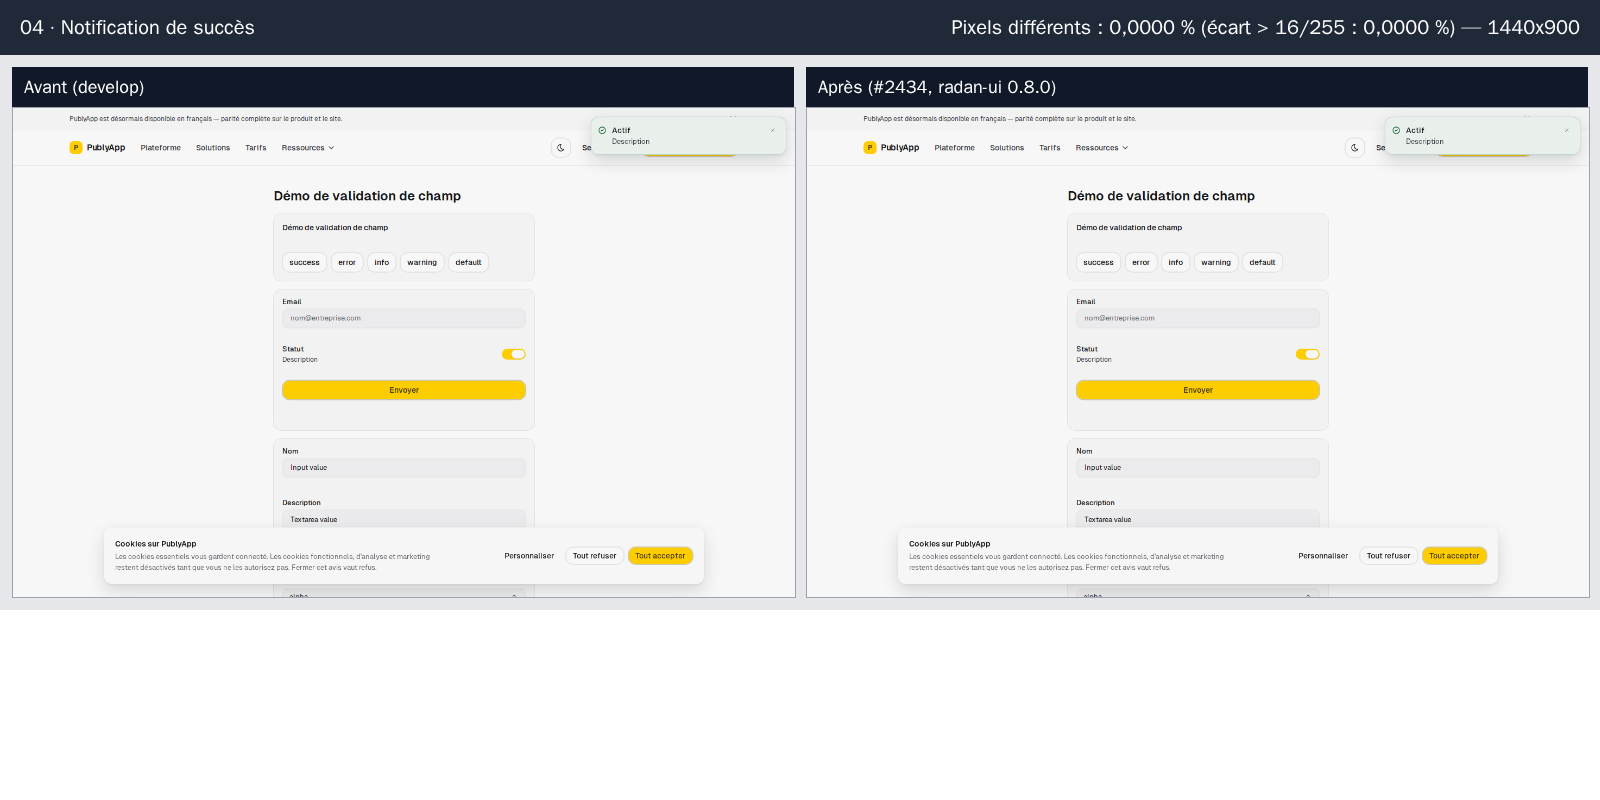 04 · Notification de succès
Pixels différents : 0,0000 % (écart > 16/255 : 0,0000 %) — 1440x900
Avant (develop)
PublyApp est désormais disponible en français — parité complète sur le produit et le site.
P PublyApp Plateforme Solutions Tarifs Ressources Se
Actif
Description
Démo de validation de champ
Démo de validation de champ
success error info warning default
Email
nom@entreprise.com
Statut
Description
Envoyer
Nom
Input value
Description
Textarea value
Cookies sur PublyApp
Les cookies essentiels vous gardent connecté. Les cookies fonctionnels, d'analyse et marketing
restent désactivés tant que vous ne les autorisez pas. Fermer cet avis vaut refus.
Personnaliser Tout refuser Tout accepter
alpha
Après (#2434, radan-ui 0.8.0)
PublyApp est désormais disponible en français — parité complète sur le produit et le site.
P PublyApp Plateforme Solutions Tarifs Ressources Se
Actif
Description
Démo de validation de champ
Démo de validation de champ
success error info warning default
Email
nom@entreprise.com
Statut
Description
Envoyer
Nom
Input value
Description
Textarea value
Cookies sur PublyApp
Les cookies essentiels vous gardent connecté. Les cookies fonctionnels, d'analyse et marketing
restent désactivés tant que vous ne les autorisez pas. Fermer cet avis vaut refus.
Personnaliser Tout refuser Tout accepter
alpha